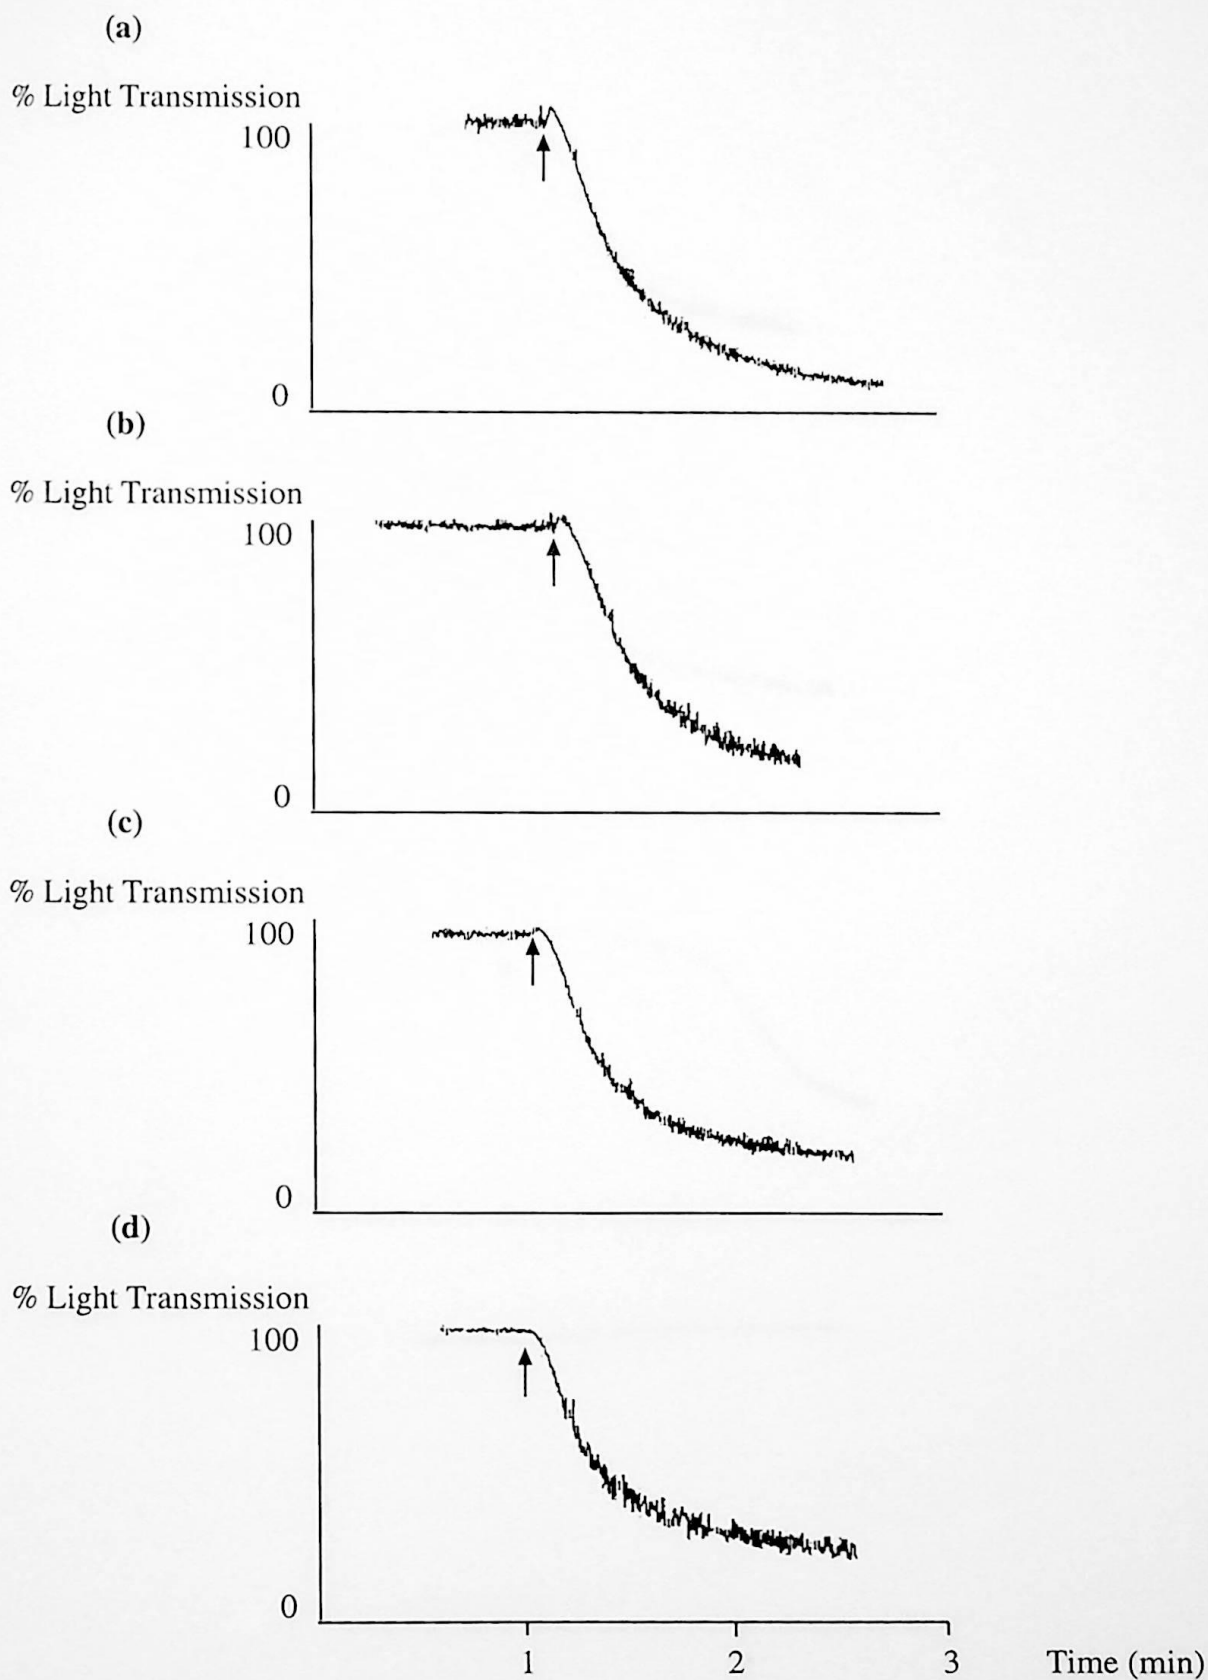 (a)
% Light Transmission
100
0
(b)
% Light Transmission
100
0
(c)
% Light Transmission
100
0
(d)
% Light Transmission
100
0
1 2 3 Time (min)